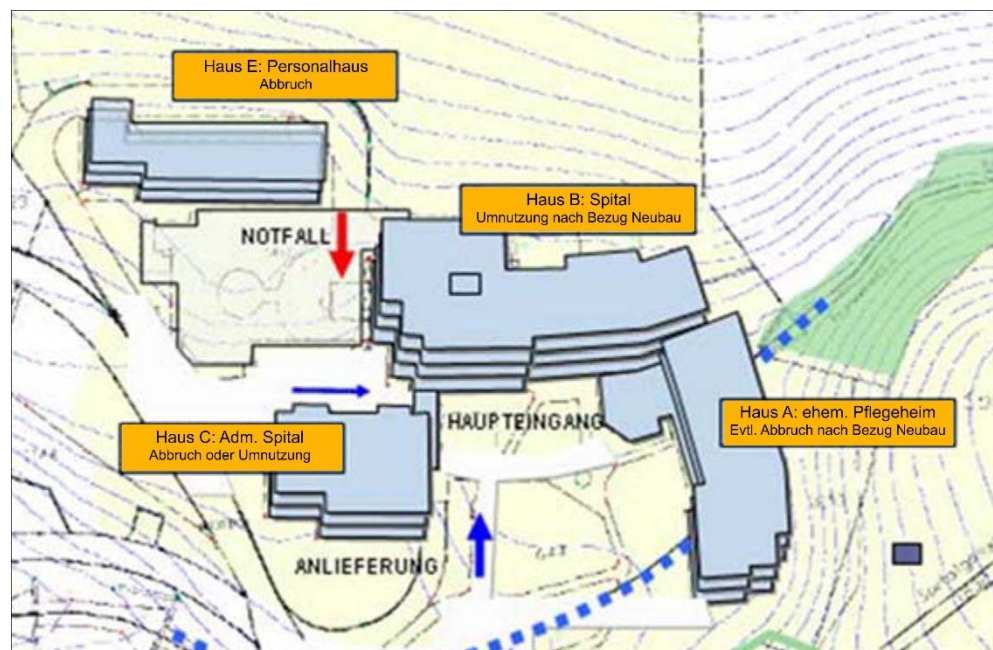 Haus E: Personalhaus
Abbruch
Haus B: Spital
Umnutzung nach Bezug Neubau
NOTFALL
HAUPTEINGANG
Haus A: ehem. Pflegeheim
Evtl. Abbruch nach Bezug Neubau
Haus C: Adm. Spital
Abbruch oder Umnutzung
ANLIEFERUNG